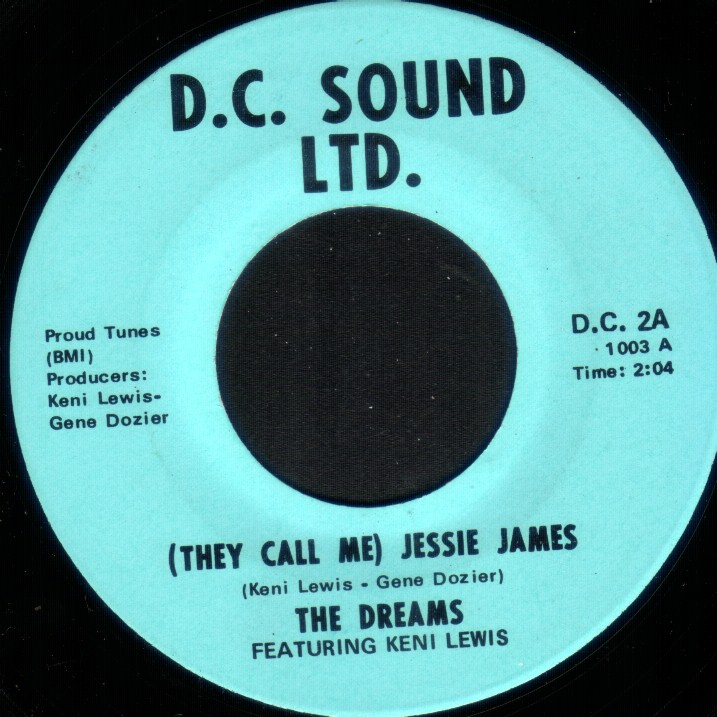 D.C. SOUND
LTD.
Proud Tunes
(BMI)
Producers:
Keni Lewis-
Gene Dozier
D.C. 2A
1003 A
Time: 2:04
(THEY CALL ME) JESSIE JAMES
(Keni Lewis - Gene Dozier)
THE DREAMS
FEATURING KENI LEWIS